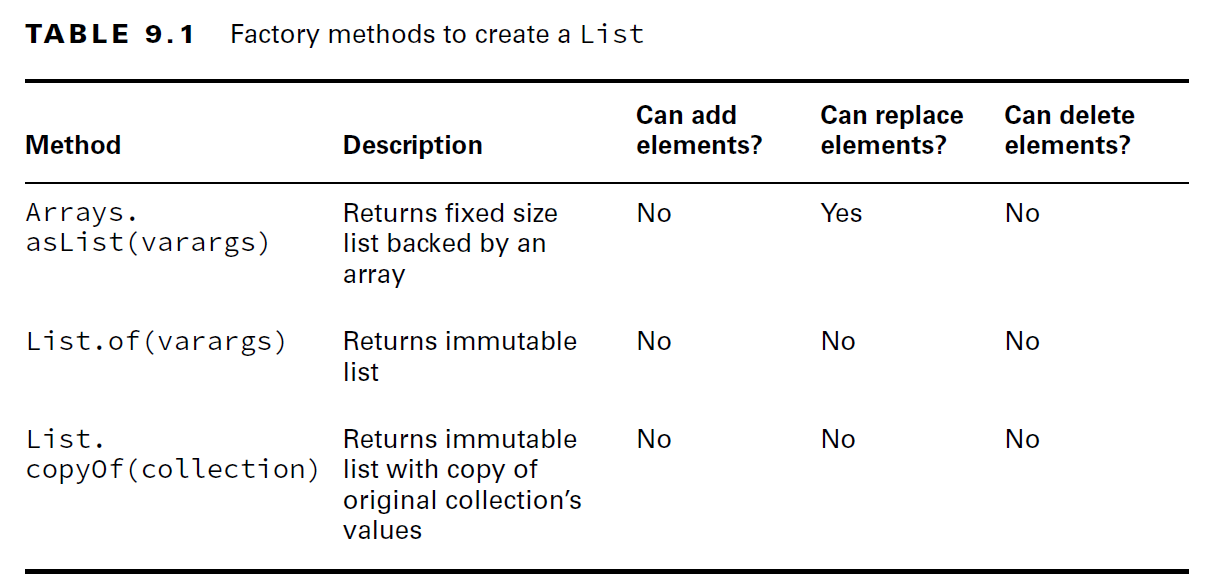 TABLE 9.1 Factory methods to create a List
Method
Description
Can add
elements?
Can replace
elements?
Can delete
elements?
Arrays.
asList(varargs)
Returns fixed size
list backed by an
array
No
Yes
No
List.of(varargs)
Returns immutable
list
No
No
No
List.
copyOf(collection)
Returns immutable
list with copy of
original collection’s
values
No
No
No